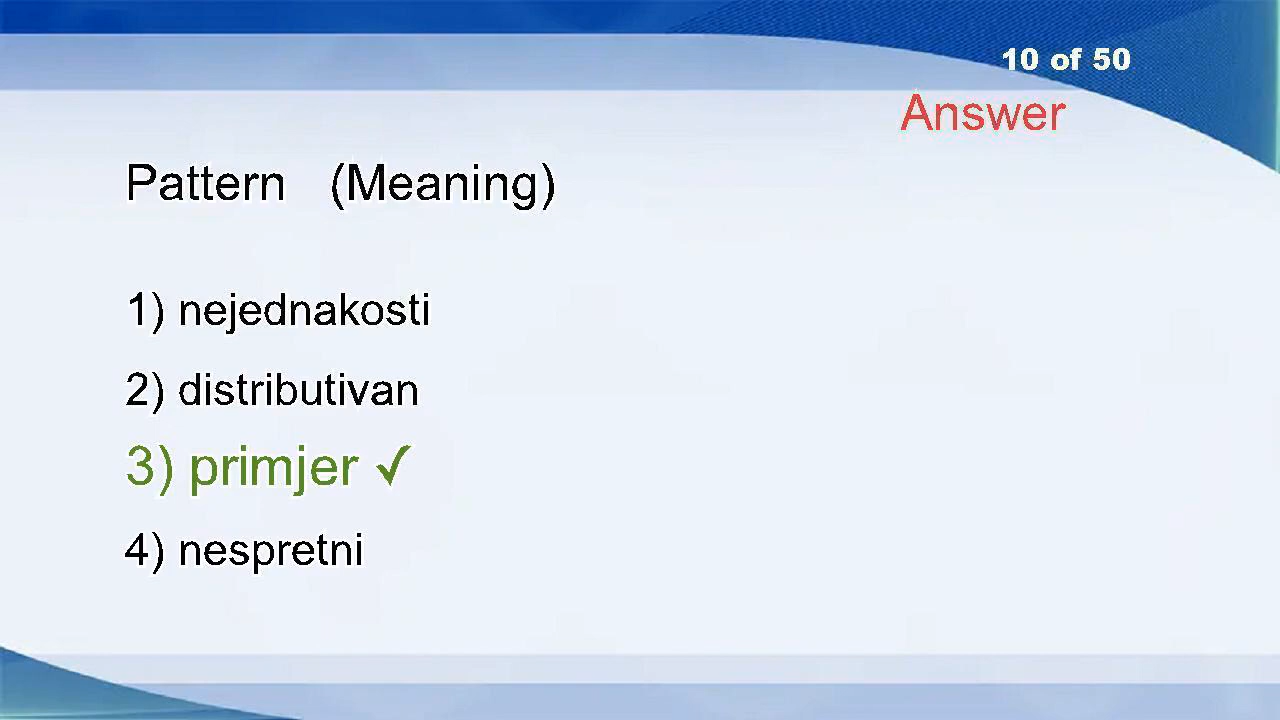 10 of 50
Answer
Pattern (Meaning)
1) nejednakosti
2) distributivan
3) primjer ✓
4) nespretni